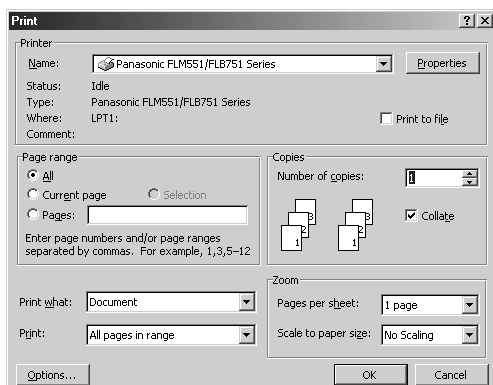 Print
Printer
Name: Panasonic FLM551/FLB751 Series Properties
Status: Idle
Type: Panasonic FLM551/FLB751 Series
Where: LPT1: Print to file
Comment:
Page range
All
Current page Selection
Pages:
Enter page numbers and/or page ranges
separated by commas. For example, 1,3,5–12
Copies
Number of copies: 1
1 2 3 1 2 3 Collate
Print what: Document
Print: All pages in range
Zoom
Pages per sheet: 1 page
Scale to paper size: No Scaling
Options... OK Cancel